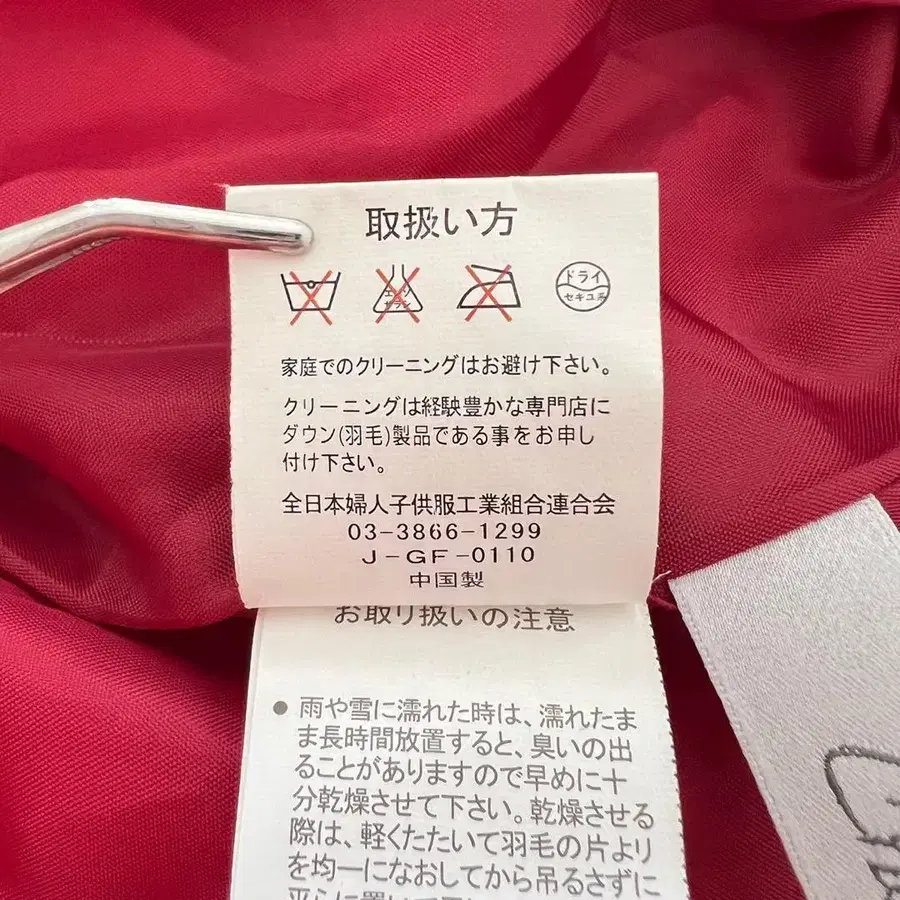 取扱い方
エンソ
サラシ
ドライ
セキユ系
家庭でのクリーニングはお避け下さい。
クリーニングは経験豊かな専門店に
ダウン(羽毛)製品である事をお申し
付け下さい。
全日本婦人子供服工業組合連合会
03-3866-1299
J-GF-0110
中国製
お取り扱いの注意
● 雨や雪に濡れた時は、濡れたま
ま長時間放置すると、臭いの出
ることがありますので早めに十
分乾燥させて下さい。乾燥させる
際は、軽くたたいて羽毛の片より
を均一になおしてから吊るさずに